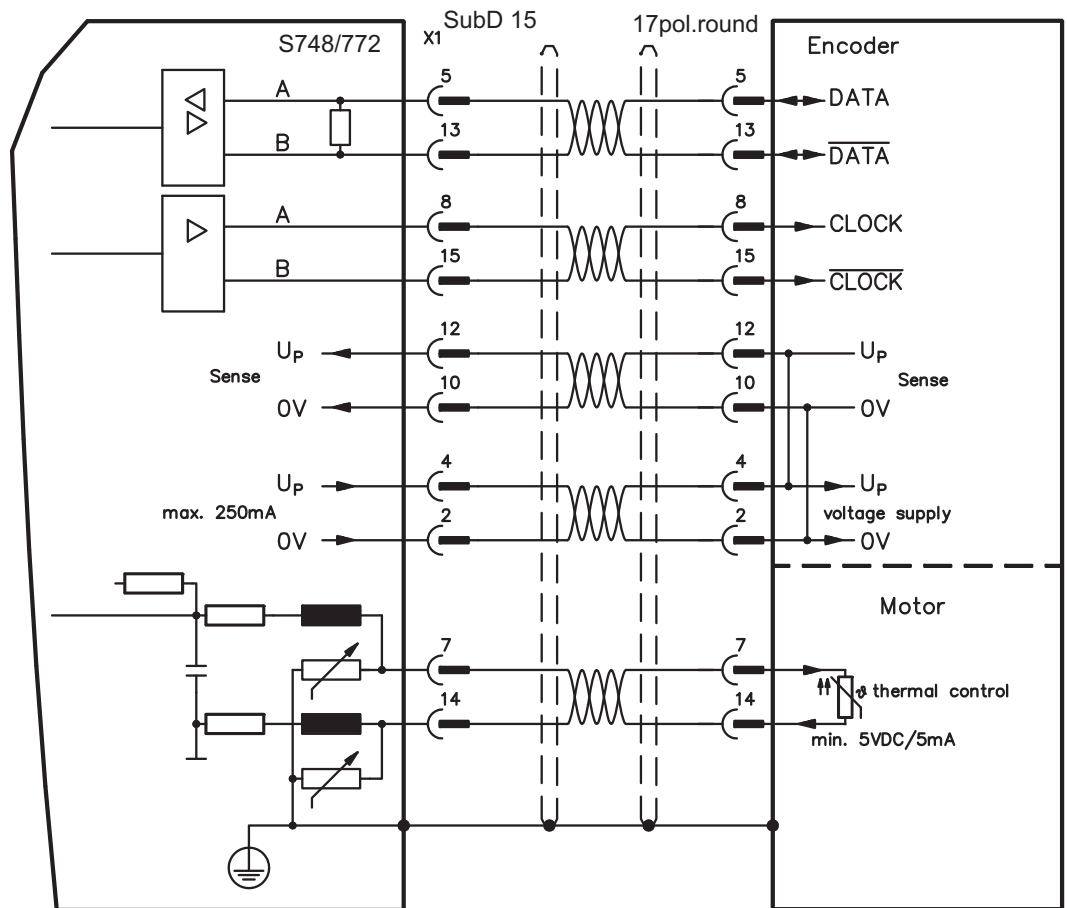 S748/772
X1
SubD 15
17pol.round
Encoder
A
5
5
DATA
B
13
13
DATA
A
8
8
CLOCK
B
15
15
CLOCK
UP
12
12
UP
Sense
Sense
0V
10
10
0V
UP
4
4
UP
max. 250mA
voltage supply
0V
2
2
0V
Motor
7
7
14
14
ϑ thermal control
min. 5VDC/5mA